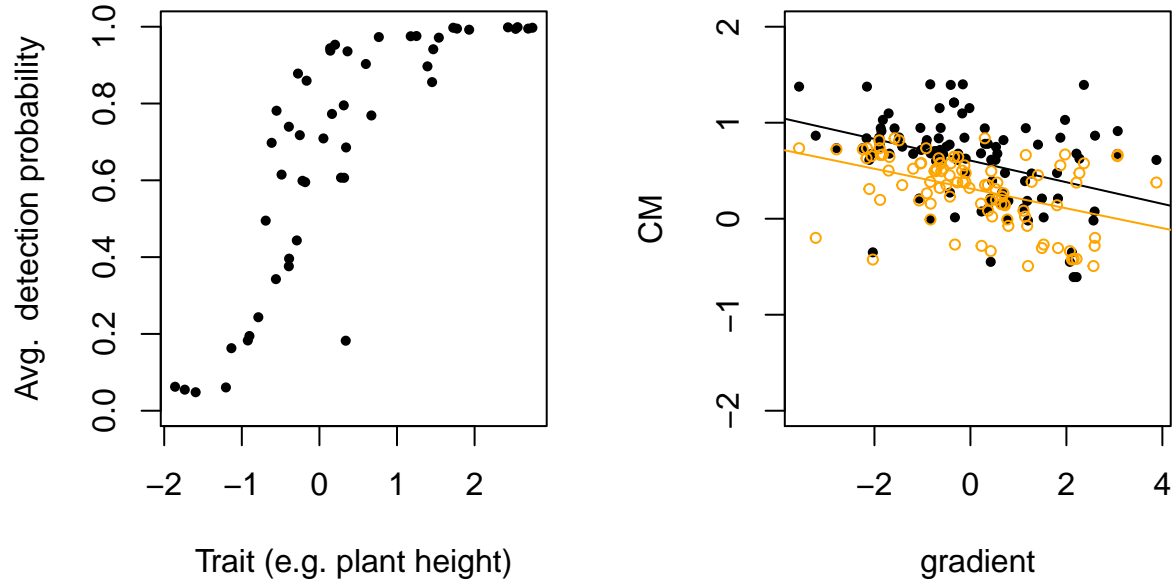 Avg. detection probability
1.0
0.8
0.6
0.4
0.2
0.0
−2 −1 0 1 2
Trait (e.g. plant height)
CM
2
1
0
−1
−2
−2 0 2 4
gradient